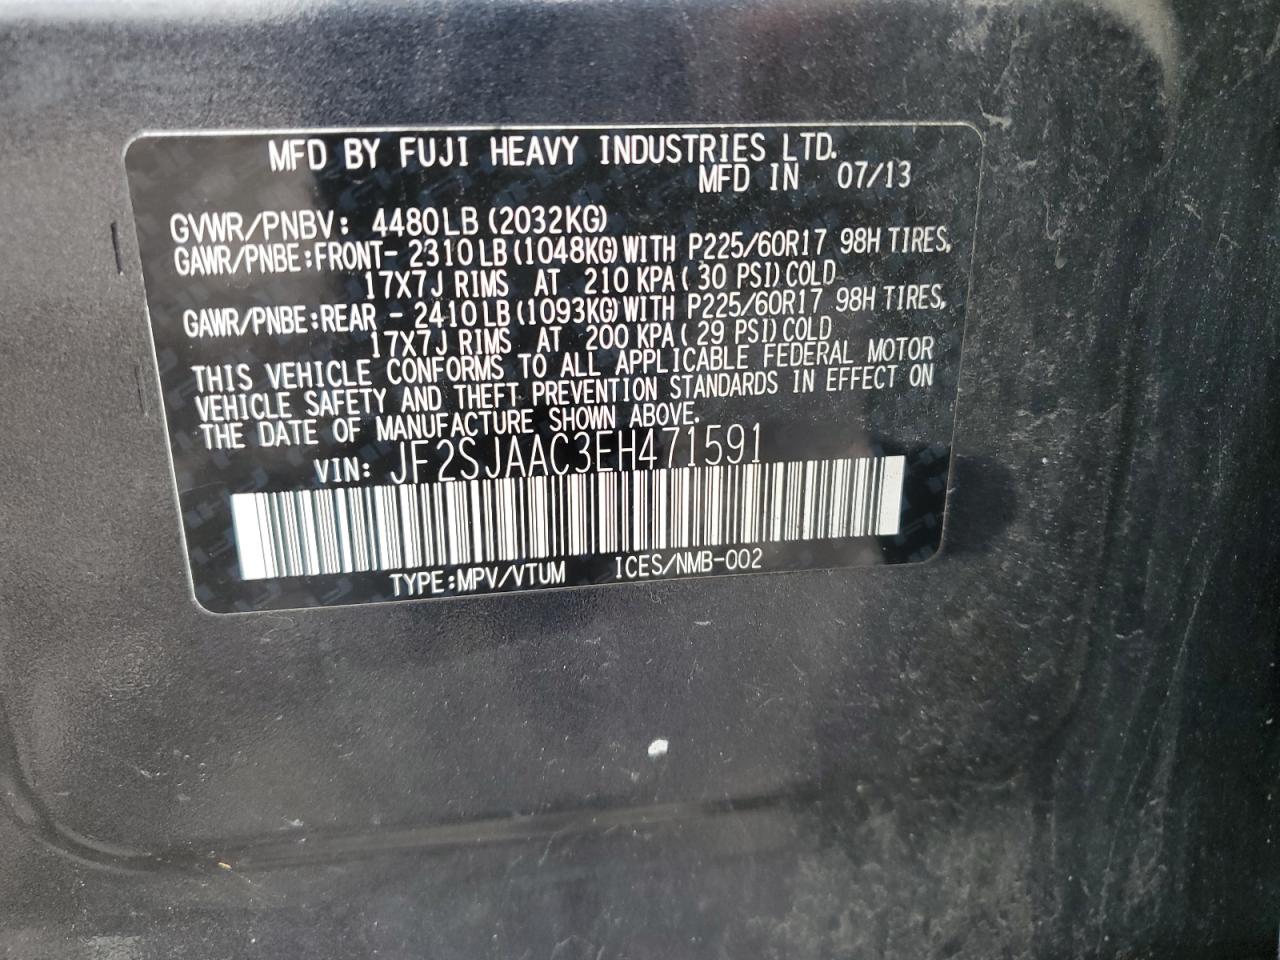 MFD BY FUJI HEAVY INDUSTRIES LTD.
MFD IN 07/13
GVWR/PNBV: 4480LB(2032KG)
GAWR/PNBE:FRONT- 2310LB(1048KG)WITH P225/60R17 98H TIRES,
17X7J RIMS AT 210 KPA( 30 PSI)COLD
GAWR/PNBE:REAR - 2410LB(1093KG)WITH P225/60R17 98H TIRES,
17X7J RIMS AT 200 KPA( 29 PSI)COLD
THIS VEHICLE CONFORMS TO ALL APPLICABLE FEDERAL MOTOR
VEHICLE SAFETY AND THEFT PREVENTION STANDARDS IN EFFECT ON
THE DATE OF MANUFACTURE SHOWN ABOVE.
VIN: JF2SJAAC3EH471591
TYPE:MPV/VTUM ICES/NMB-002